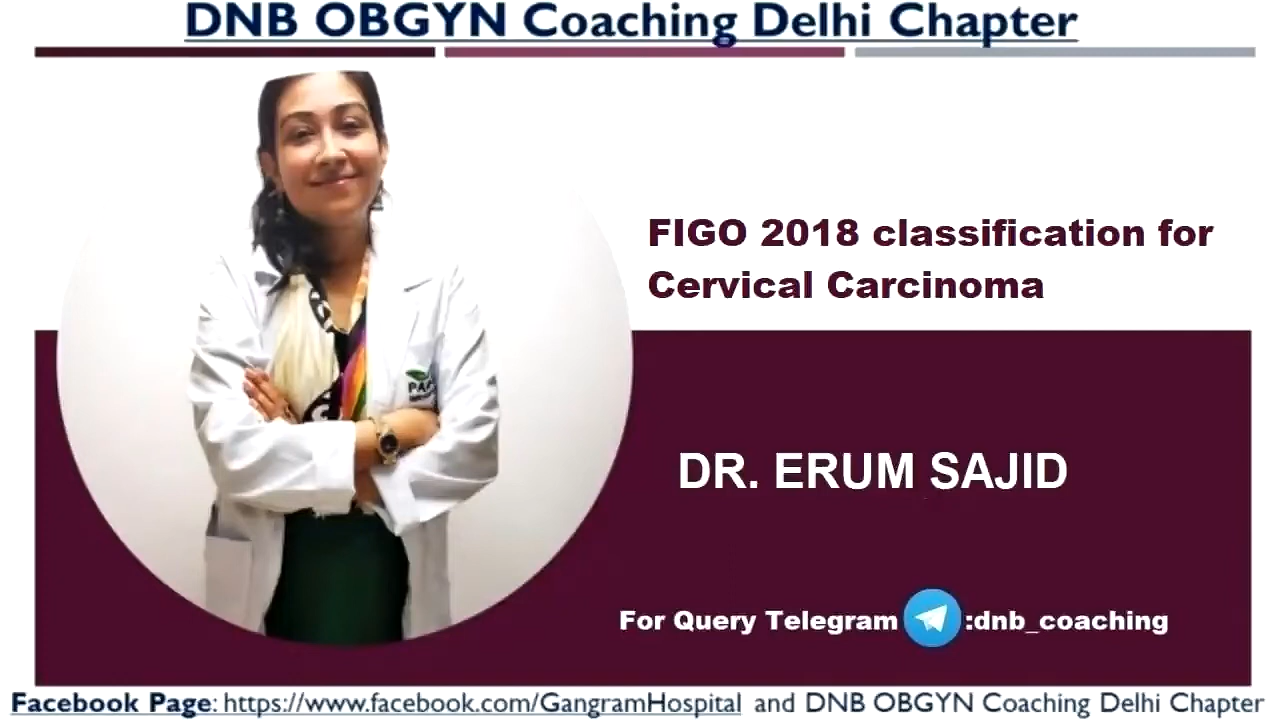 DNB OBGYN Coaching Delhi Chapter
FIGO 2018 classification for
Cervical Carcinoma
DR. ERUM SAJID
For Query Telegram :dnb_coaching
Facebook Page: https://www.facebook.com/GangramHospital and DNB OBGYN Coaching Delhi Chapter